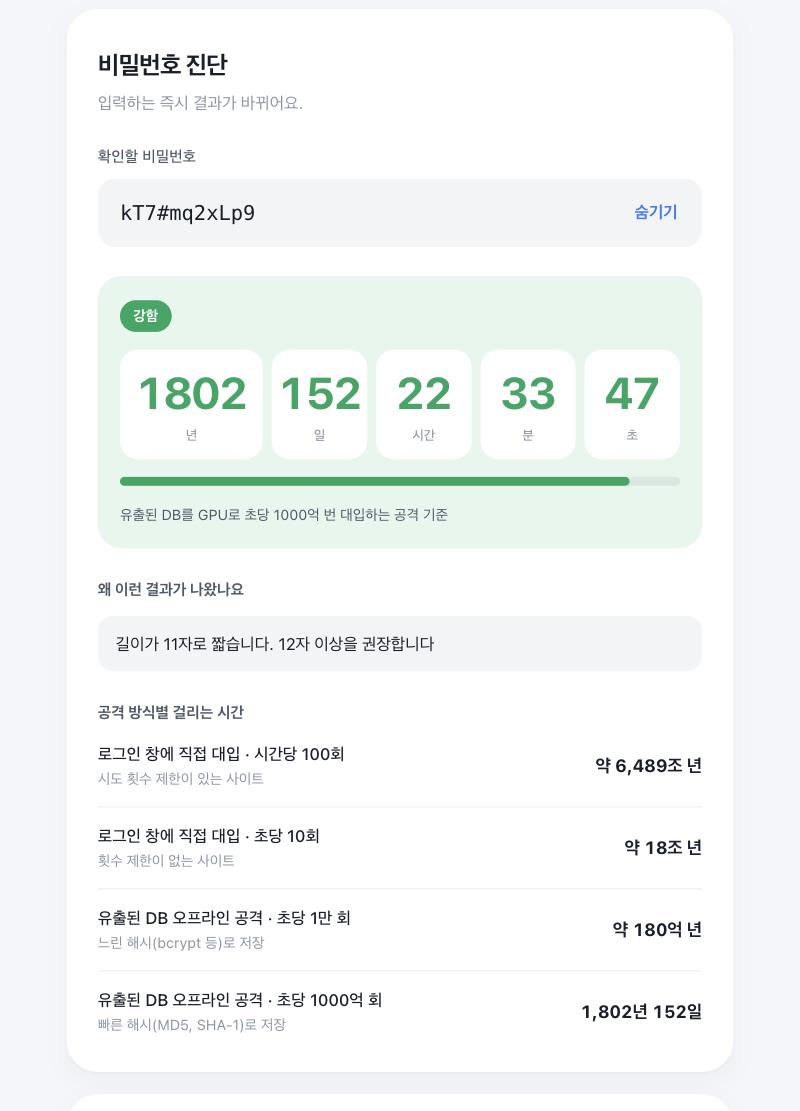 비밀번호 진단
입력하는 즉시 결과가 바뀌어요.
확인할 비밀번호
kT7#mq2xLp9
숨기기
강함
1802
년
152
일
22
시간
33
분
47
초
유출된 DB를 GPU로 초당 1000억 번 대입하는 공격 기준
왜 이런 결과가 나왔나요
길이가 11자로 짧습니다. 12자 이상을 권장합니다
공격 방식별 걸리는 시간
로그인 창에 직접 대입 · 시간당 100회
시도 횟수 제한이 있는 사이트
약 6,489조 년
로그인 창에 직접 대입 · 초당 10회
횟수 제한이 없는 사이트
약 18조 년
유출된 DB 오프라인 공격 · 초당 1만 회
느린 해시(bcrypt 등)로 저장
약 180억 년
유출된 DB 오프라인 공격 · 초당 1000억 회
빠른 해시(MD5, SHA-1)로 저장
1,802년 152일